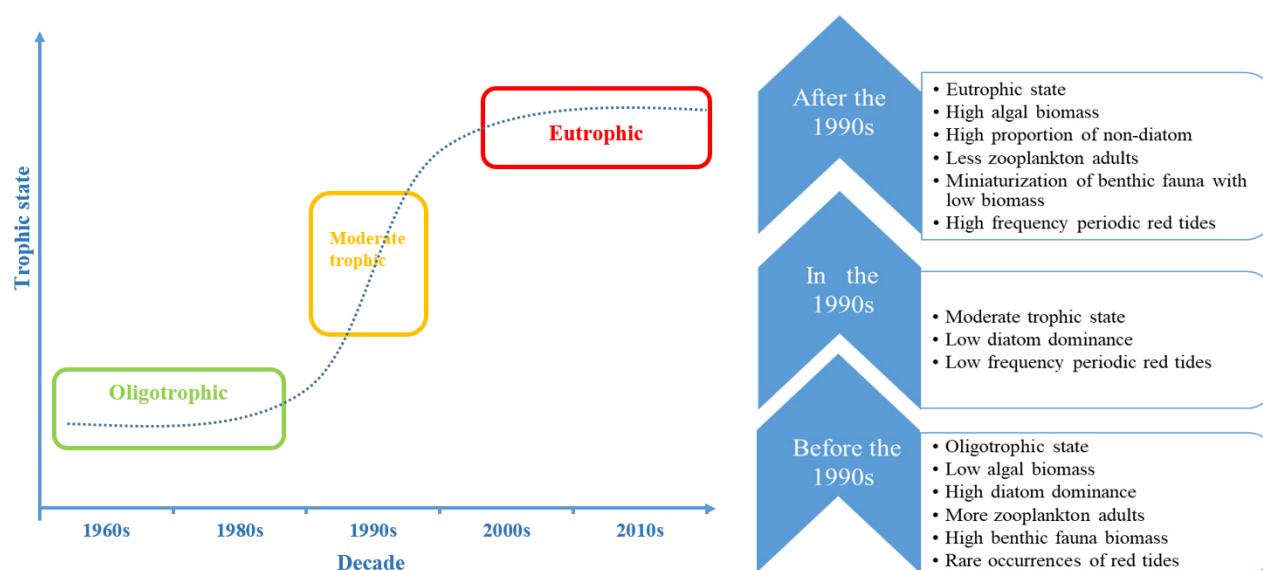 Trophic state
Eutrophic
Moderate
trophic
Oligotrophic
1960s
1980s
1990s
2000s
2010s
Decade
After the
1990s
• Eutrophic state
• High algal biomass
• High proportion of non-diatom
• Less zooplankton adults
• Miniaturization of benthic fauna with
low biomass
• High frequency periodic red tides
In the
1990s
• Moderate trophic state
• Low diatom dominance
• Low frequency periodic red tides
Before the
1990s
• Oligotrophic state
• Low algal biomass
• High diatom dominance
• More zooplankton adults
• High benthic fauna biomass
• Rare occurrences of red tides